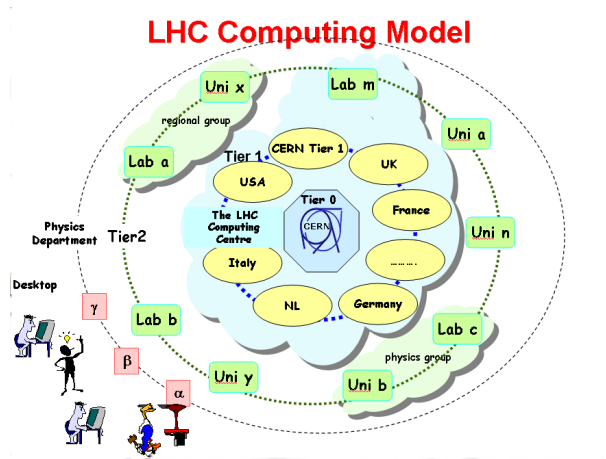 LHC Computing Model
Uni x
Lab m
regional group
Uni a
Lab a
Tier 1
CERN Tier 1
UK
USA
Tier 0
France
The LHC
Computing
Centre
CERN
Physics
Department
Tier2
Uni n
Italy
……….
Desktop
γ
NL
Germany
Lab b
Lab c
physics group
β
Uni y
Uni b
α